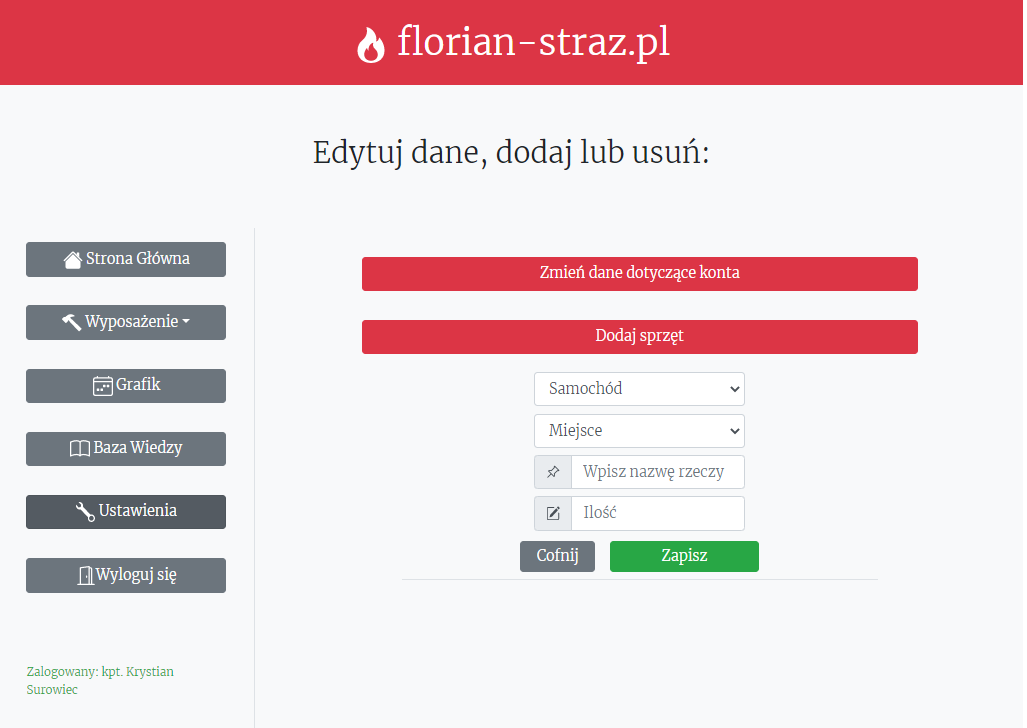 florian-straz.pl
Edytuj dane, dodaj lub usuń:
Strona Główna
Wyposażenie
Grafik
Baza Wiedzy
Ustawienia
Wyloguj się
Zalogowany: kpt. Krystian
Surowiec
Zmień dane dotyczące konta
Dodaj sprzęt
Samochód
Miejsce
Wpisz nazwę rzeczy
Ilość
Cofnij Zapisz